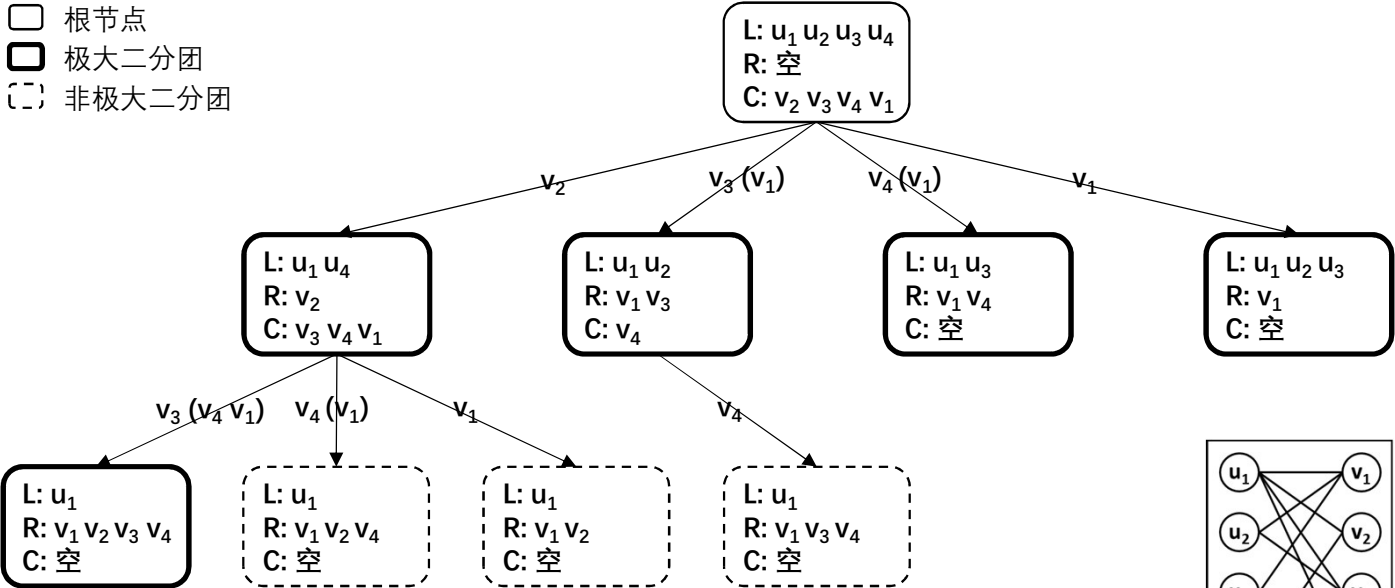 根节点
极大二分团
非极大二分团
L: u₁ u₂ u₃ u₄
R: 空
C: v₂ v₃ v₄ v₁
v₂
v₃ (v₁)
v₄ (v₁)
v₁
L: u₁ u₄
R: v₂
C: v₃ v₄ v₁
L: u₁ u₂
R: v₁ v₃
C: v₄
L: u₁ u₃
R: v₁ v₄
C: 空
L: u₁ u₂ u₃
R: v₁
C: 空
v₃ (v₄ v₁)
v₄ (v₁)
v₁
v₄
L: u₁
R: v₁ v₂ v₃ v₄
C: 空
L: u₁
R: v₁ v₂ v₄
C: 空
L: u₁
R: v₁ v₂
C: 空
L: u₁
R: v₁ v₃ v₄
C: 空
u₁
v₁
u₂
v₂